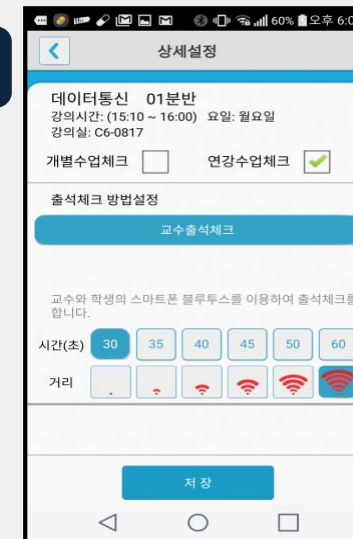 60% 오후 6:0
상세설정
데이터통신 01분반
강의시간: (15:10 ~ 16:00) 요일: 월요일
강의실: C6-0817
개별수업체크 연강수업체크
출석체크 방법설정
교수출석체크
교수와 학생의 스마트폰 블루투스를 이용하여 출석체크를
합니다.
시간(초) 30 35 40 45 50 60
거리
저 장